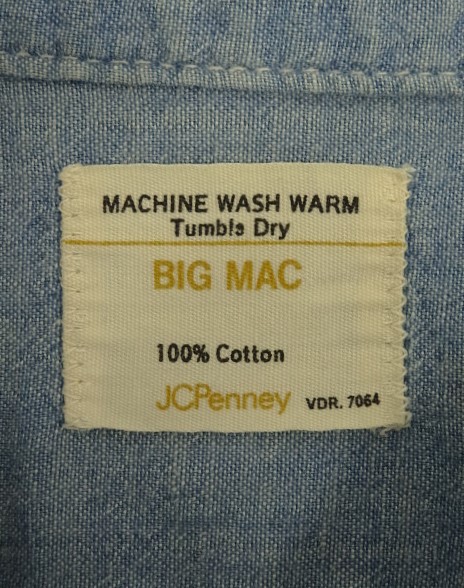 MACHINE WASH WARM
Tumble Dry
BIG MAC
100% Cotton
JCPenney VDR. 7064